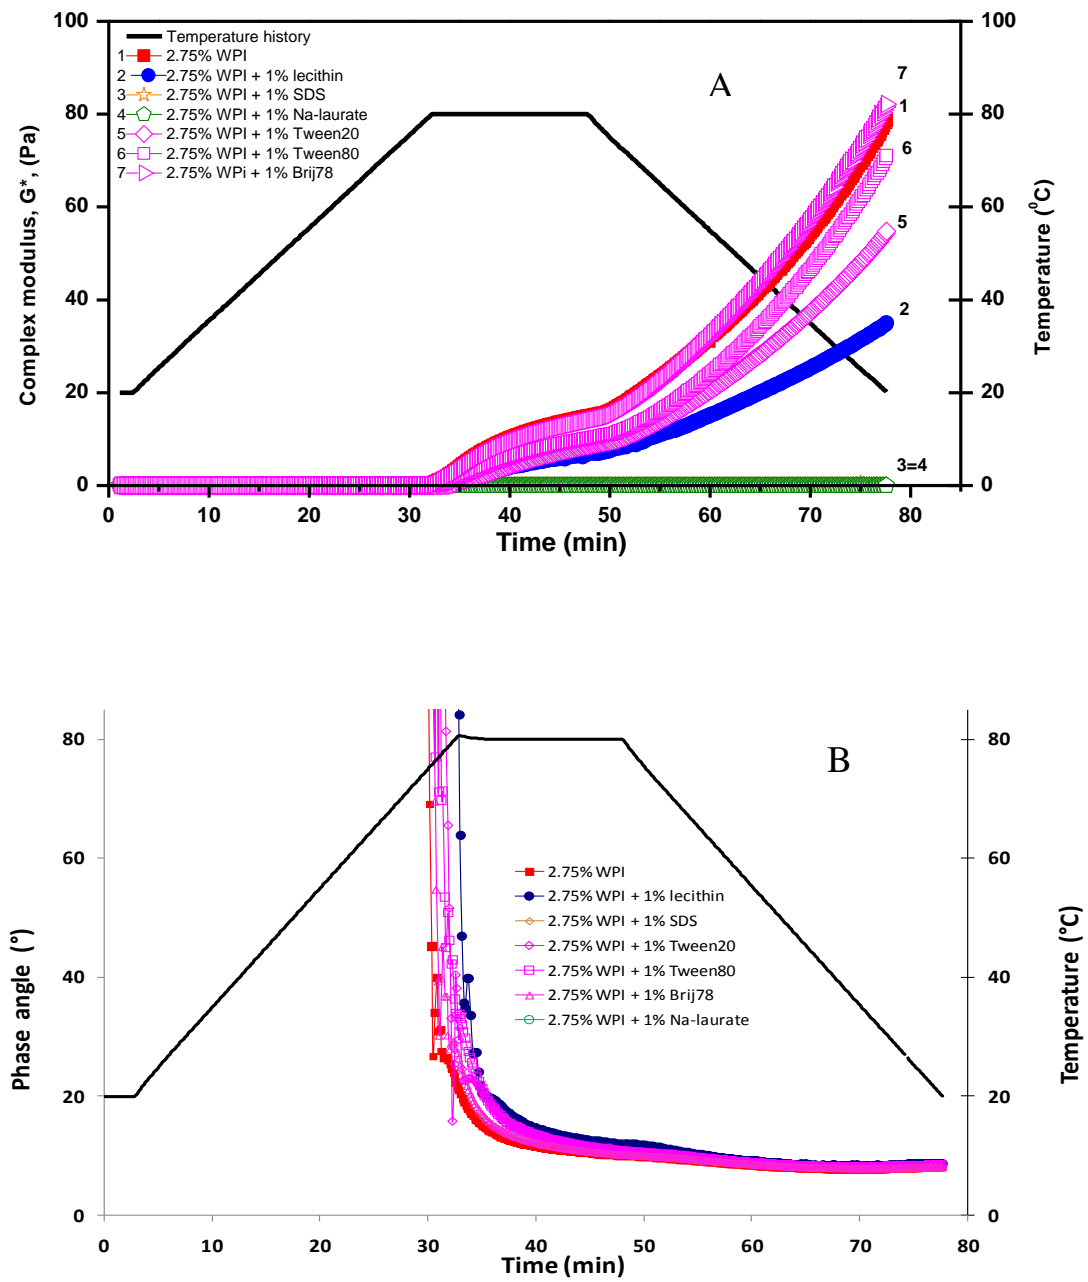 100
80
60
40
20
0
Complex modulus, G*, (Pa)
Temperature history
1 2.75% WPI
2 2.75% WPI + 1% lecithin
3 2.75% WPI + 1% SDS
4 2.75% WPI + 1% Na-laurate
5 2.75% WPI + 1% Tween20
6 2.75% WPI + 1% Tween80
7 2.75% WPi + 1% Brij78
A
7
1
6
5
2
3=4
100
80
60
40
20
0
Temperature (⁰C)
0 10 20 30 40 50 60 70 80
Time (min)
80
60
40
20
0
Phase angle (°)
B
2.75% WPI
2.75% WPI + 1% lecithin
2.75% WPI + 1% SDS
2.75% WPI + 1% Tween20
2.75% WPI + 1% Tween80
2.75% WPI + 1% Brij78
2.75% WPI + 1% Na-laurate
80
60
40
20
0
Temperature (°C)
0 10 20 30 40 50 60 70 80
Time (min)